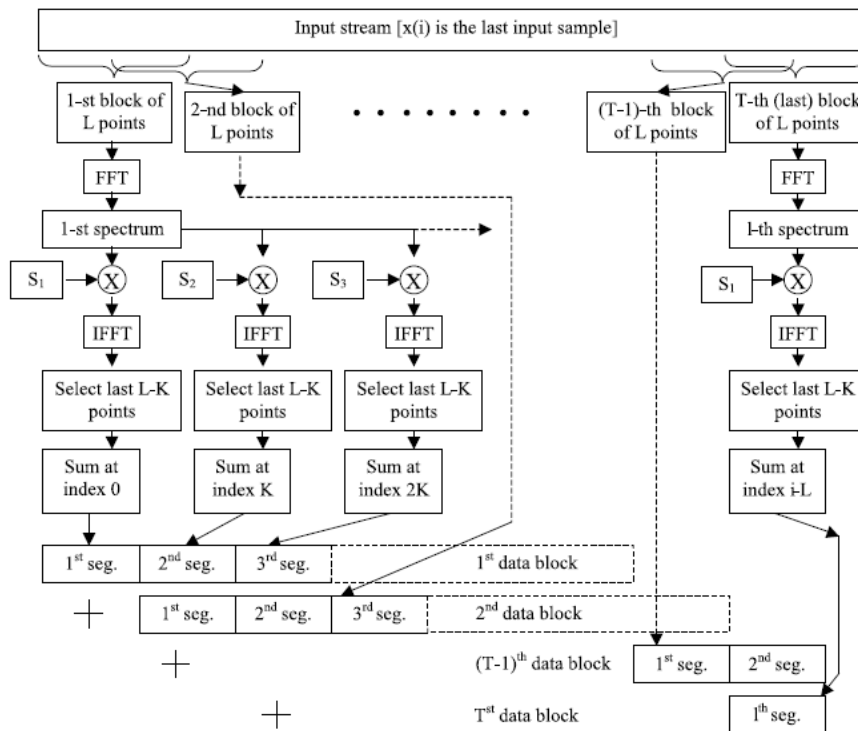 Input stream [x(i) is the last input sample]
1-st block of
L points
2-nd block of
L points
(T-1)-th block
of L points
T-th (last) block
of L points
FFT
FFT
1-st spectrum
l-th spectrum
S1
X
S2
X
S3
X
S1
X
IFFT
IFFT
IFFT
IFFT
Select last L-K
points
Select last L-K
points
Select last L-K
points
Select last L-K
points
Sum at
index 0
Sum at
index K
Sum at
index 2K
Sum at
index i-L
1st seg.
2nd seg.
3rd seg.
1st data block
1st seg.
2nd seg.
3rd seg.
2nd data block
(T-1)th data block
1st seg.
2nd seg.
Tst data block
lth seg.